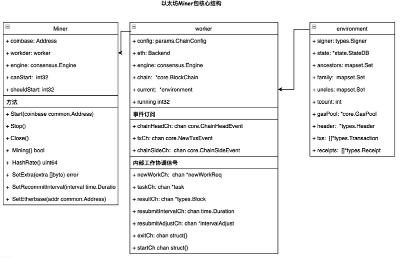 以太坊Miner包核心结构
Miner
+ coinbase: Address
+ workder: worker
+ engine: consensus.Engine
+ canStart: int32
+ shouldStart: int32
方法
+ Start(coinbase common.Address)
+ Stop()
+ Close()
+ Mining() bool
+ HashRate() uint64
+ SetExtra(extra []byte) error
+ SetRecommitInterval(interval time.Duratio
+ SetEtherbase(addr common.Address)
worker
+ config: params.ChainConfig
+ eth: Backend
+ engine: consensus.Engine
+ chain: *core.BlockChain
+ current: *environment
+ running int32
事件订阅
+ chainHeadCh: chan core.ChainHeadEvent
+ txCh: chan core.NewTxsEvent
+ chainSideCh: chan core.ChainSideEvent
内部工作协调信号
+ newWorkCh: chan *newWorkReq
+ taskCh: chan *task
+ resultCh: chan *types.Block
+ resubmitIntervalCh: chan time.Duration
+ resubmitAdjustCh: chan *intervalAdjust
+ exitCh: chan struct{}
+ startCh chan struct{}
environment
+ signer: types.Signer
+ state: *state.StateDB
+ ancestors: mapset.Set
+ family: mapset.Set
+ uncles: mapset.Set
+ tcount: int
+ gasPool: *core.GasPool
+ header: *types.Header
+ txs: []*types.Transaction
+ receipts: []*types.Receipt